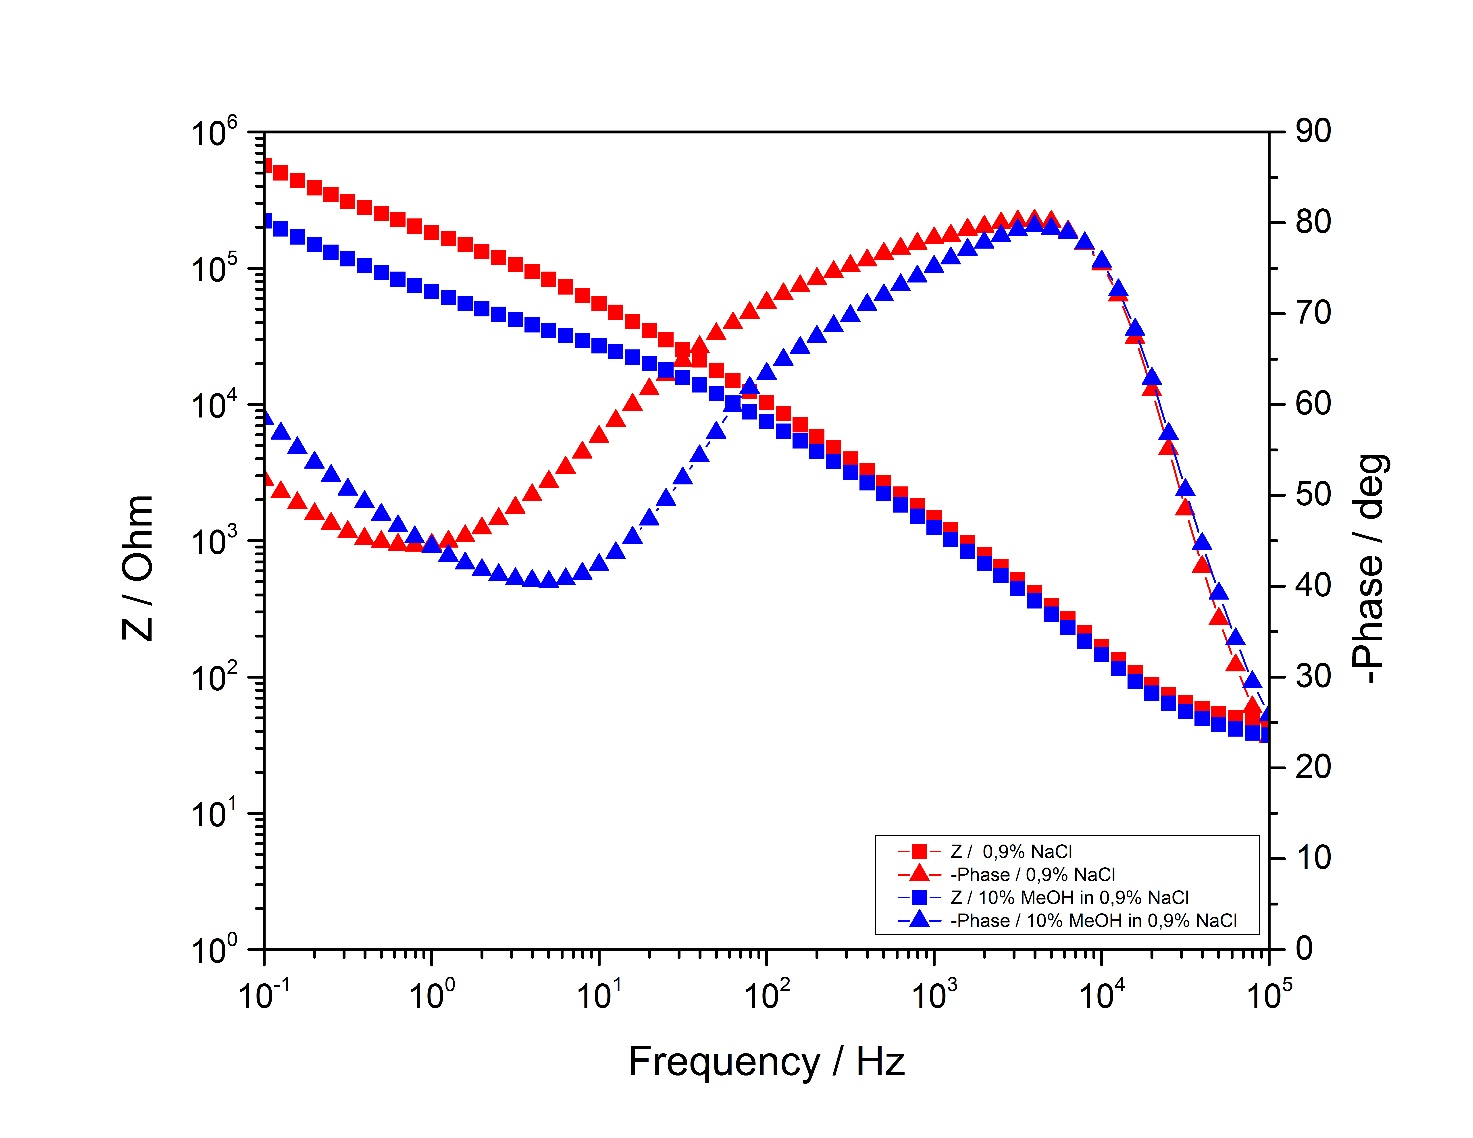 10^6
10^5
10^4
10^3
10^2
10^1
10^0
Z / Ohm
90
80
70
60
50
40
30
20
10
0
-Phase / deg
Z / 0,9% NaCl
-Phase / 0,9% NaCl
Z / 10% MeOH in 0,9% NaCl
-Phase / 10% MeOH in 0,9% NaCl
10^-1 10^0 10^1 10^2 10^3 10^4 10^5
Frequency / Hz